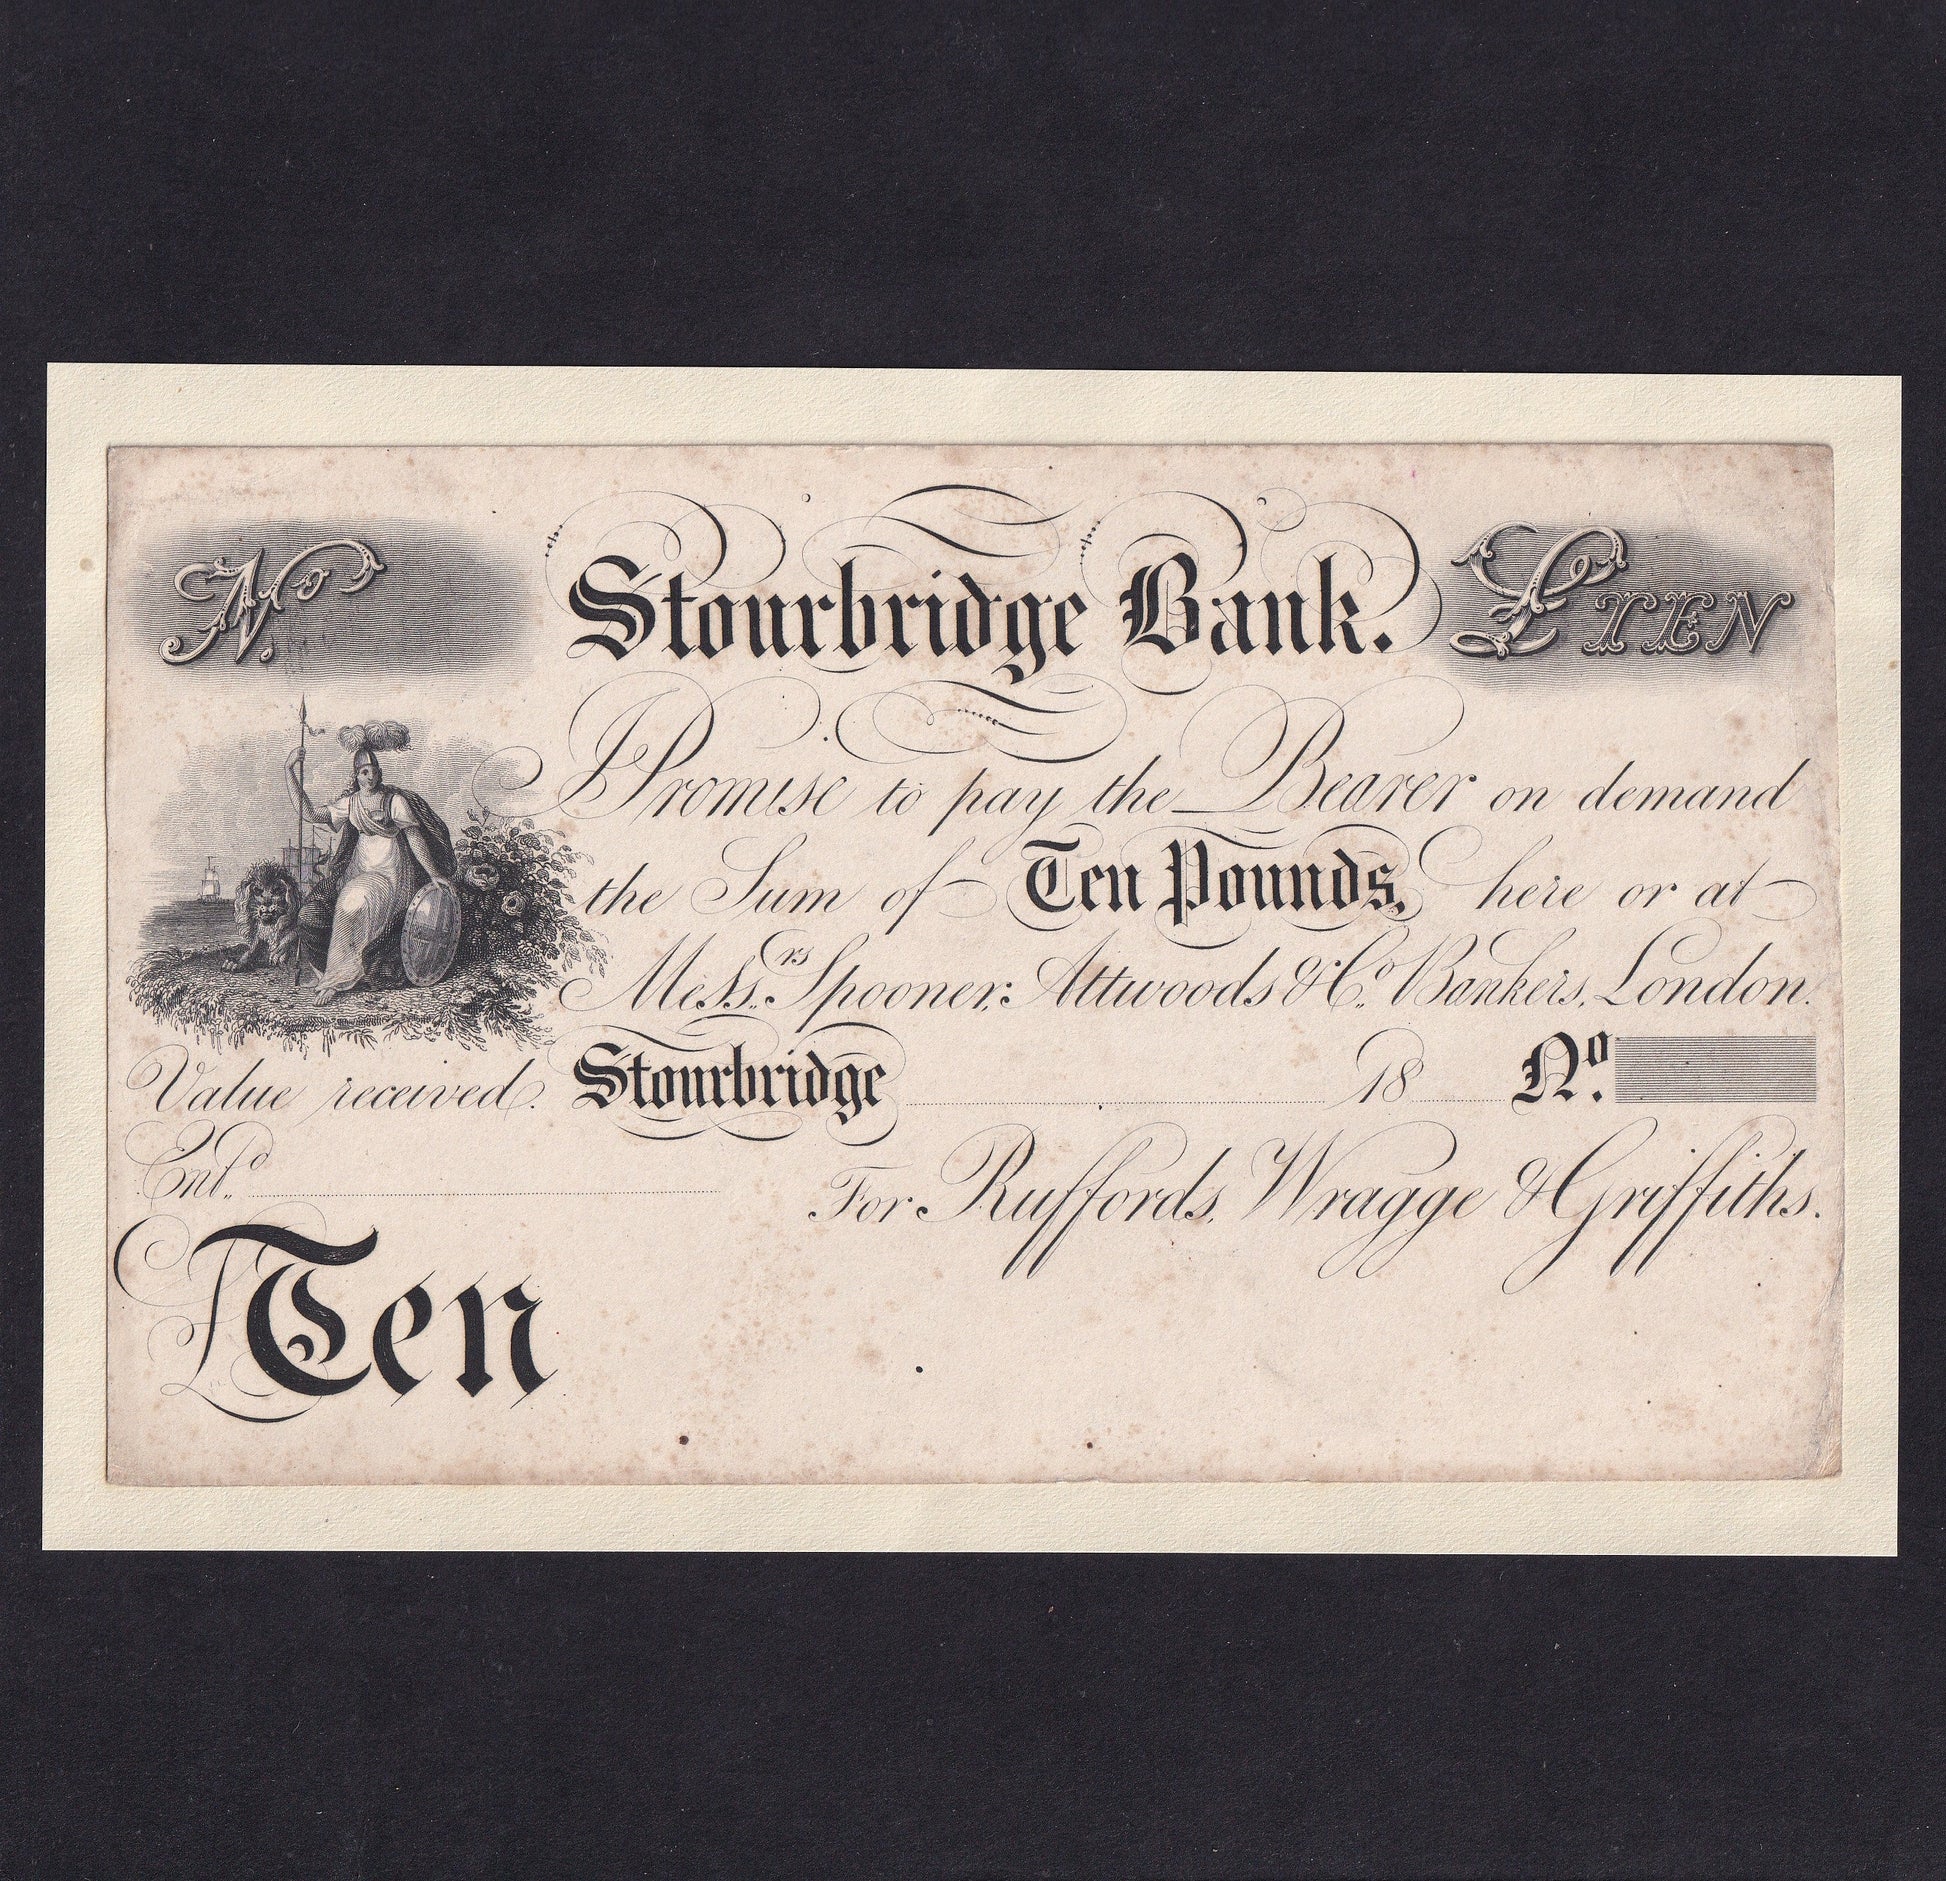 No.
Stourbridge Bank.
£TEN
I Promise to pay the Bearer on demand
the Sum of Ten Pounds, here or at
Messrs. Spooner, Attwoods & Co. Bankers, London.
Value received. Stourbridge 18 No.
Entd.
For Ruffords, Wragge & Griffiths.
£Ten